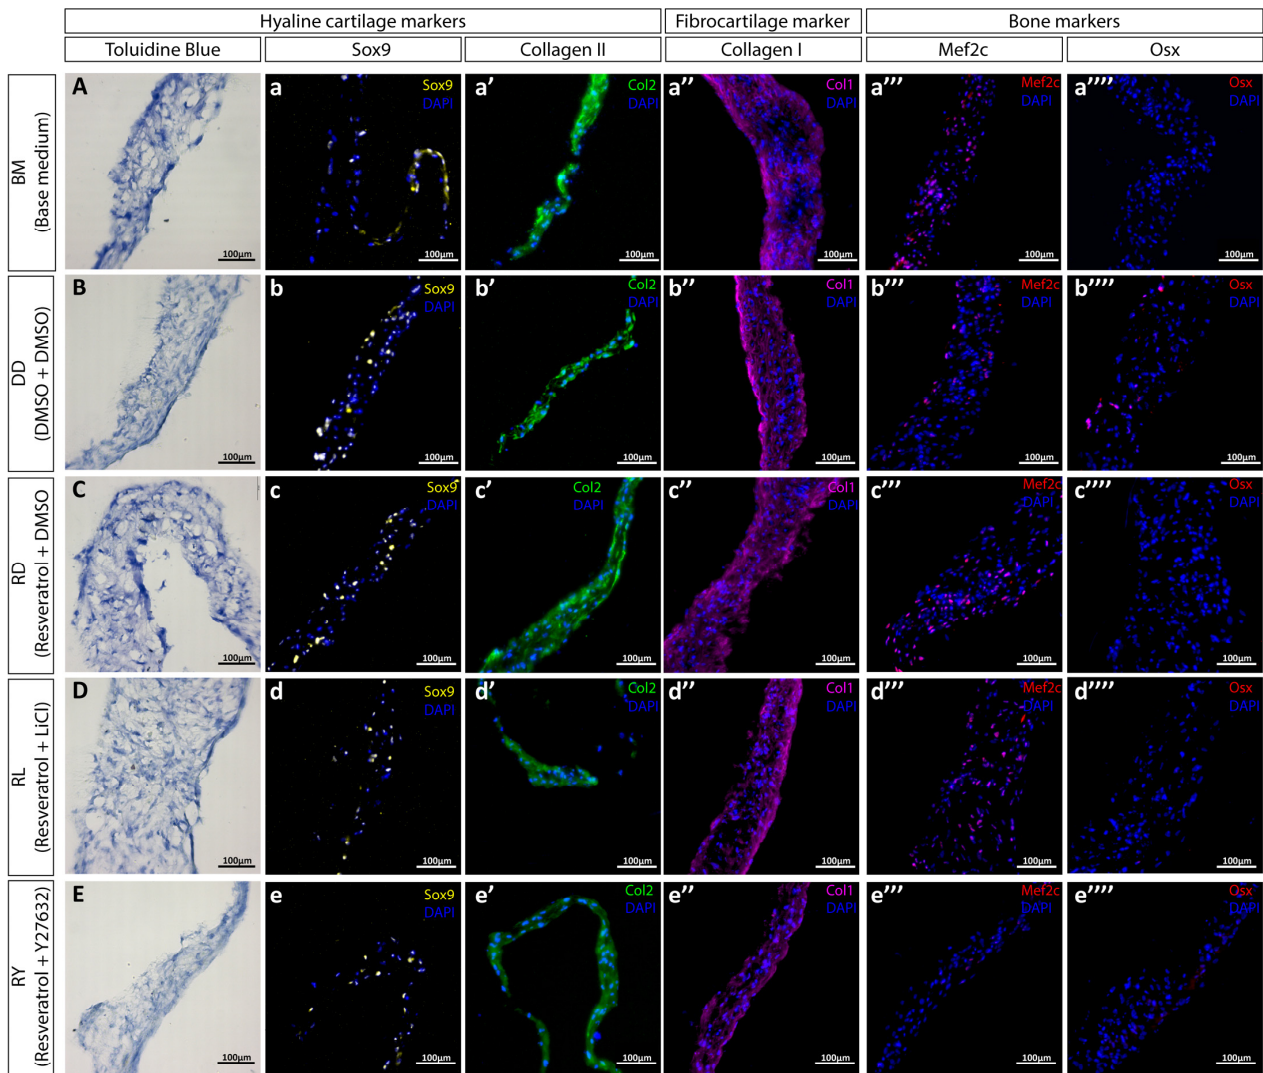 Hyaline cartilage markers
Fibrocartilage marker
Bone markers
Toluidine Blue
Sox9
Collagen II
Collagen I
Mef2c
Osx
BM
(Base medium)
A
100μm
a
Sox9
DAPI
100μm
a′
Col2
DAPI
100μm
a′′
Col1
DAPI
100μm
a′′′
Mef2c
DAPI
100μm
a′′′′
Osx
DAPI
100μm
DD
(DMSO + DMSO)
B
100μm
b
Sox9
DAPI
100μm
b′
Col2
DAPI
100μm
b′′
Col1
DAPI
100μm
b′′′
Mef2c
DAPI
100μm
b′′′′
Osx
DAPI
100μm
RD
(Resveratrol + DMSO
C
100μm
c
Sox9
DAPI
100μm
c′
Col2
DAPI
100μm
c′′
Col1
DAPI
100μm
c′′′
Mef2c
DAPI
100μm
c′′′′
Osx
DAPI
100μm
RL
(Resveratrol + LiCl)
D
100μm
d
Sox9
DAPI
100μm
d′
Col2
DAPI
100μm
d′′
Col1
DAPI
100μm
d′′′
Mef2c
DAPI
100μm
d′′′′
Osx
DAPI
100μm
RY
(Resveratrol + Y27632)
E
100μm
e
Sox9
DAPI
100μm
e′
Col2
DAPI
100μm
e′′
Col1
DAPI
100μm
e′′′
Mef2c
DAPI
100μm
e′′′′
Osx
DAPI
100μm